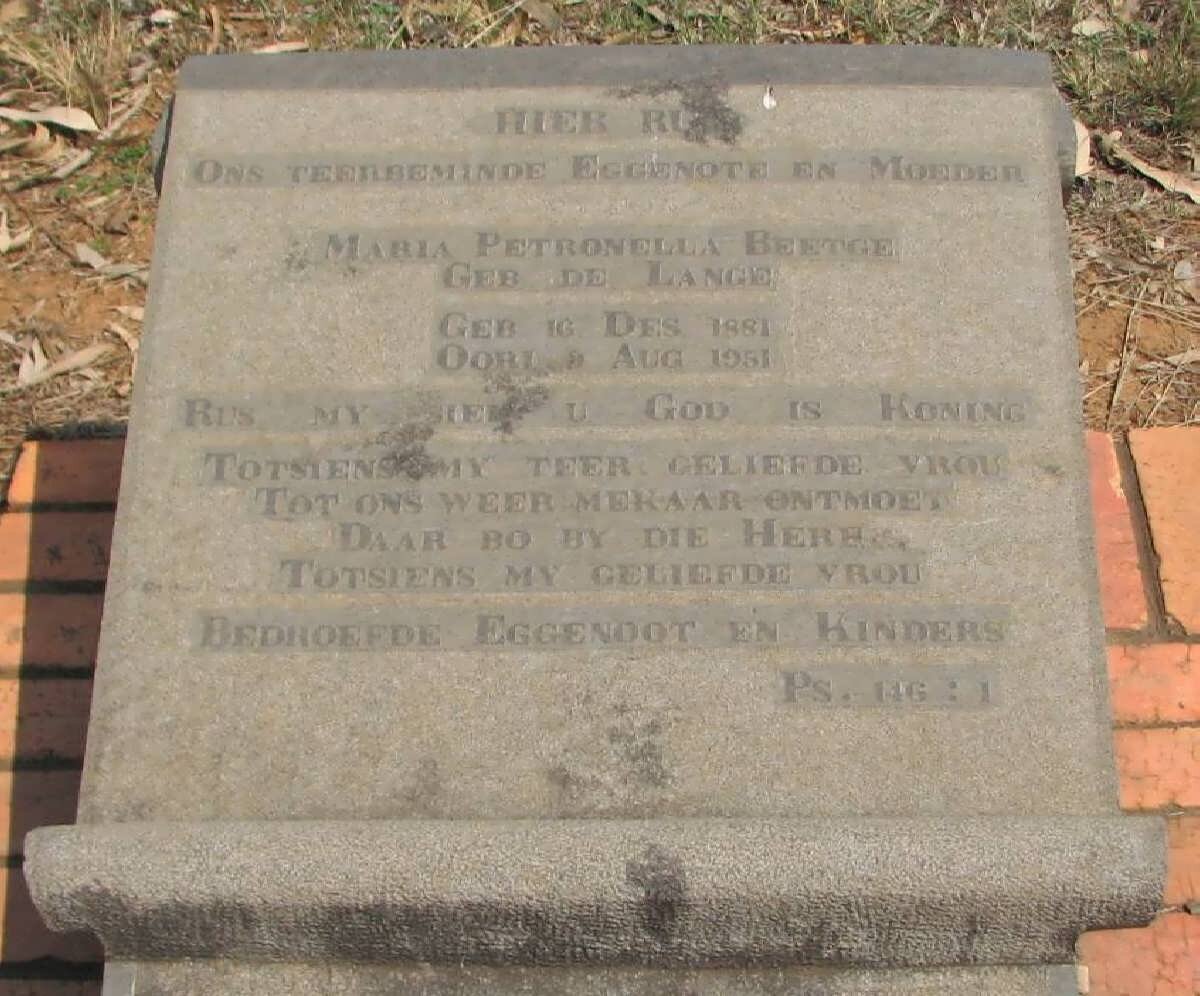 HIER RUS
ONS TEERBEMINDE EGGENOTE EN MOEDER
MARIA PETRONELLA BEETGE
GEB DE LANGE
GEB 16 DES 1881
OORL 9 AUG 1951
RUS MY SIEL U GOD IS KONING
TOTSIENS MY TEER GELIEFDE VROU
TOT ONS WEER MEKAAR ONTMOET
DAAR BO BY DIE HERE
TOTSIENS MY GELIEFDE VROU
BEDROEFDE EGGENOOT EN KINDERS
PS. 146 : 1